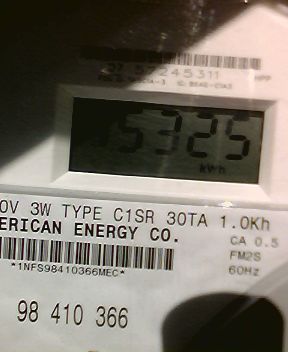 5325
kWh
0V 3W TYPE C1SR 30TA 1.0Kh
ERICAN ENERGY CO.
CA 0.5
*1NFS98410366MEC*
FM2S
60Hz
98 410 366